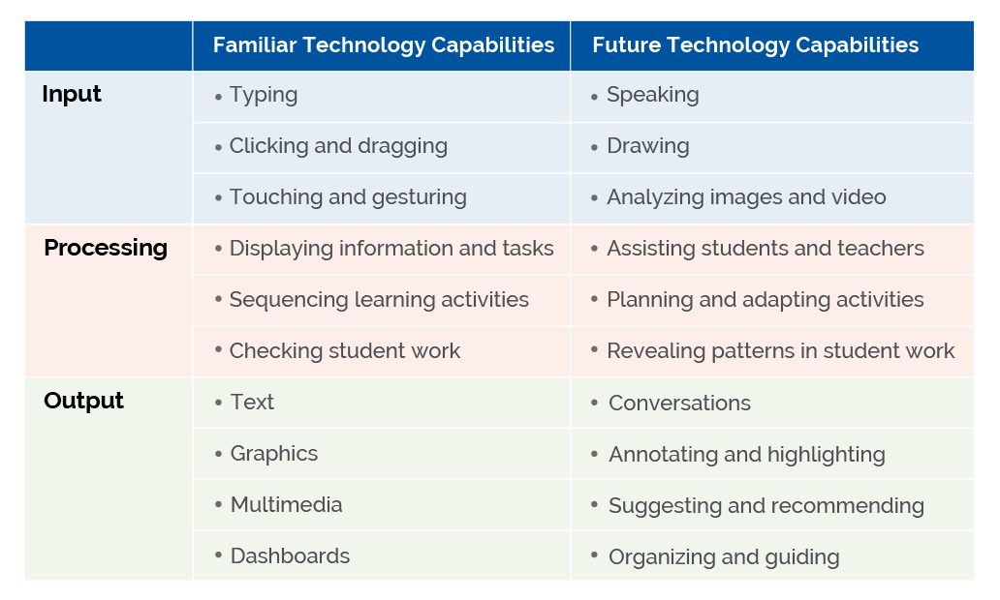 Familiar Technology Capabilities Future Technology Capabilities
Input • Typing • Speaking
• Clicking and dragging • Drawing
• Touching and gesturing • Analyzing images and video
Processing • Displaying information and tasks • Assisting students and teachers
• Sequencing learning activities • Planning and adapting activities
• Checking student work • Revealing patterns in student work
Output • Text • Conversations
• Graphics • Annotating and highlighting
• Multimedia • Suggesting and recommending
• Dashboards • Organizing and guiding